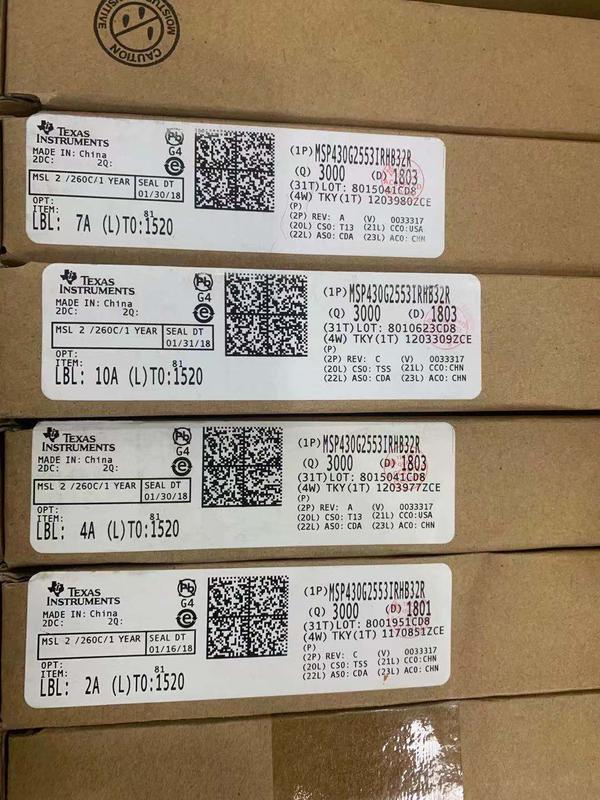 MOISTURE SENSITIVE
CAUTION
TEXAS
INSTRUMENTS
MADE IN: China
2DC: 2Q:
Pb
G4
e
MSL 2 /260C/1 YEAR SEAL DT
01/30/18
OPT:
ITEM:
LBL: 7A (L)TO:1520
81
(1P)MSP430G2553IRHB32R
(Q) 3000 (D) 1803
(31T)LOT: 8015041CD8
(4W) TKY(1T) 1203980ZCE
(P)
(2P) REV: A (V) 0033317
(20L) CSO: T13 (21L) CCO:USA
(22L) ASO: CDA (23L) ACO: CHN
TEXAS
INSTRUMENTS
MADE IN: China
2DC: 2Q:
Pb
G4
e
MSL 2 /260C/1 YEAR SEAL DT
01/31/18
OPT:
ITEM:
LBL: 10A (L)TO:1520
81
(1P)MSP430G2553IRHB32R
(Q) 3000 (D) 1803
(31T)LOT: 8010623CD8
(4W) TKY(1T) 1203309ZCE
(P)
(2P) REV: C (V) 0033317
(20L) CSO: TSS (21L) CCO:CHN
(22L) ASO: CDA (23L) ACO: CHN
TEXAS
INSTRUMENTS
MADE IN: China
2DC: 2Q:
Pb
G4
e
MSL 2 /260C/1 YEAR SEAL DT
01/30/18
OPT:
ITEM:
LBL: 4A (L)TO:1520
81
(1P)MSP430G2553IRHB32R
(Q) 3000 (D) 1803
(31T)LOT: 8015041CD8
(4W) TKY(1T) 1203977ZCE
(P)
(2P) REV: A (V) 0033317
(20L) CSO: T13 (21L) CCO:USA
(22L) ASO: CDA (23L) ACO: CHN
TEXAS
INSTRUMENTS
MADE IN: China
2DC: 2Q:
Pb
G4
e
MSL 2 /260C/1 YEAR SEAL DT
01/16/18
OPT:
ITEM:
LBL: 2A (L)TO:1520
81
(1P)MSP430G2553IRHB32R
(Q) 3000 (D) 1801
(31T)LOT: 8001951CD8
(4W) TKY(1T) 1170851ZCE
(P)
(2P) REV: C (V) 0033317
(20L) CSO: TSS (21L) CCO:CHN
(22L) ASO: CDA (23L) ACO: CHN